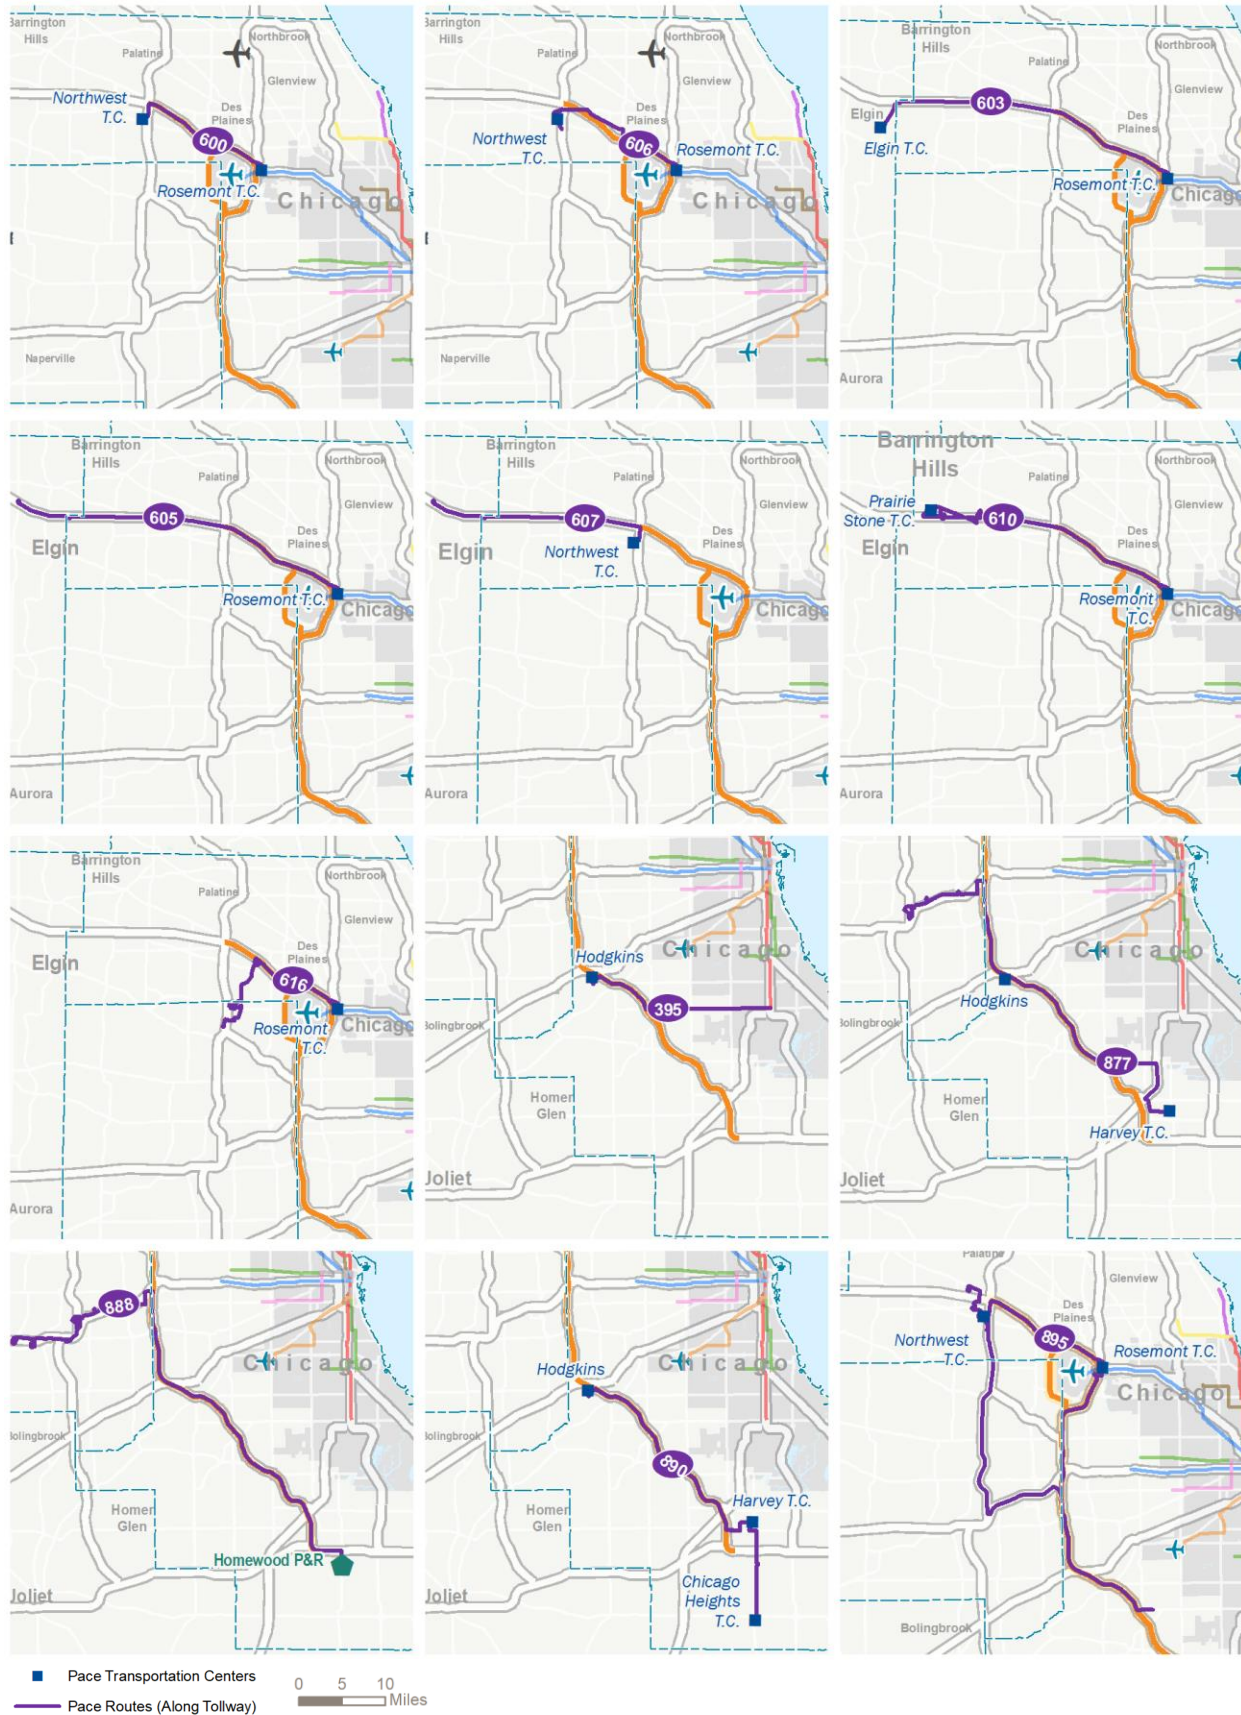 Barrington
Hills
Palatine
Northbrook
Glenview
Northwest
T.C.
Des
Plaines
600
Rosemont T.C.
Chicago
Naperville
Barrington
Hills
Palatine
Northbrook
Glenview
Des
Plaines
Northwest
T.C.
606
Rosemont T.C.
Chicago
Naperville
Barrington
Hills
Northbrook
Palatine
Glenview
603
Elgin
Elgin T.C.
Des
Plaines
Rosemont T.C.
Chicago
Aurora
Barrington
Hills
Northbrook
Palatine
Glenview
605
Des
Plaines
Elgin
Rosemont T.C.
Chicago
Aurora
Barrington
Hills
Northbrook
Palatine
Glenview
607
Des
Plaines
Elgin
Northwest
T.C.
Chicago
Aurora
Barrington
Hills
Northbrook
Palatine
Prairie
Stone T.C.
Glenview
610
Des
Plaines
Elgin
Rosemont
T.C.
Chicago
Aurora
Barrington
Hills
Northbrook
Palatine
Glenview
Des
Plaines
Elgin
616
Rosemont
T.C.
Chicago
Aurora
Hodgkins
Chicago
395
Bolingbrook
Homer
Glen
Joliet
Chicago
Hodgkins
Bolingbrook
877
Homer
Glen
Harvey T.C.
Joliet
888
Chicago
Bolingbrook
Homer
Glen
Homewood P&R
Joliet
Hodgkins
Chicago
Bolingbrook
890
Harvey T.C.
Homer
Glen
Chicago
Heights
T.C.
Joliet
Palatine
Glenview
Des
Plaines
Northwest
T.C.
895
Rosemont T.C.
Chicago
Bolingbrook
Pace Transportation Centers
Pace Routes (Along Tollway)
0 5 10
Miles